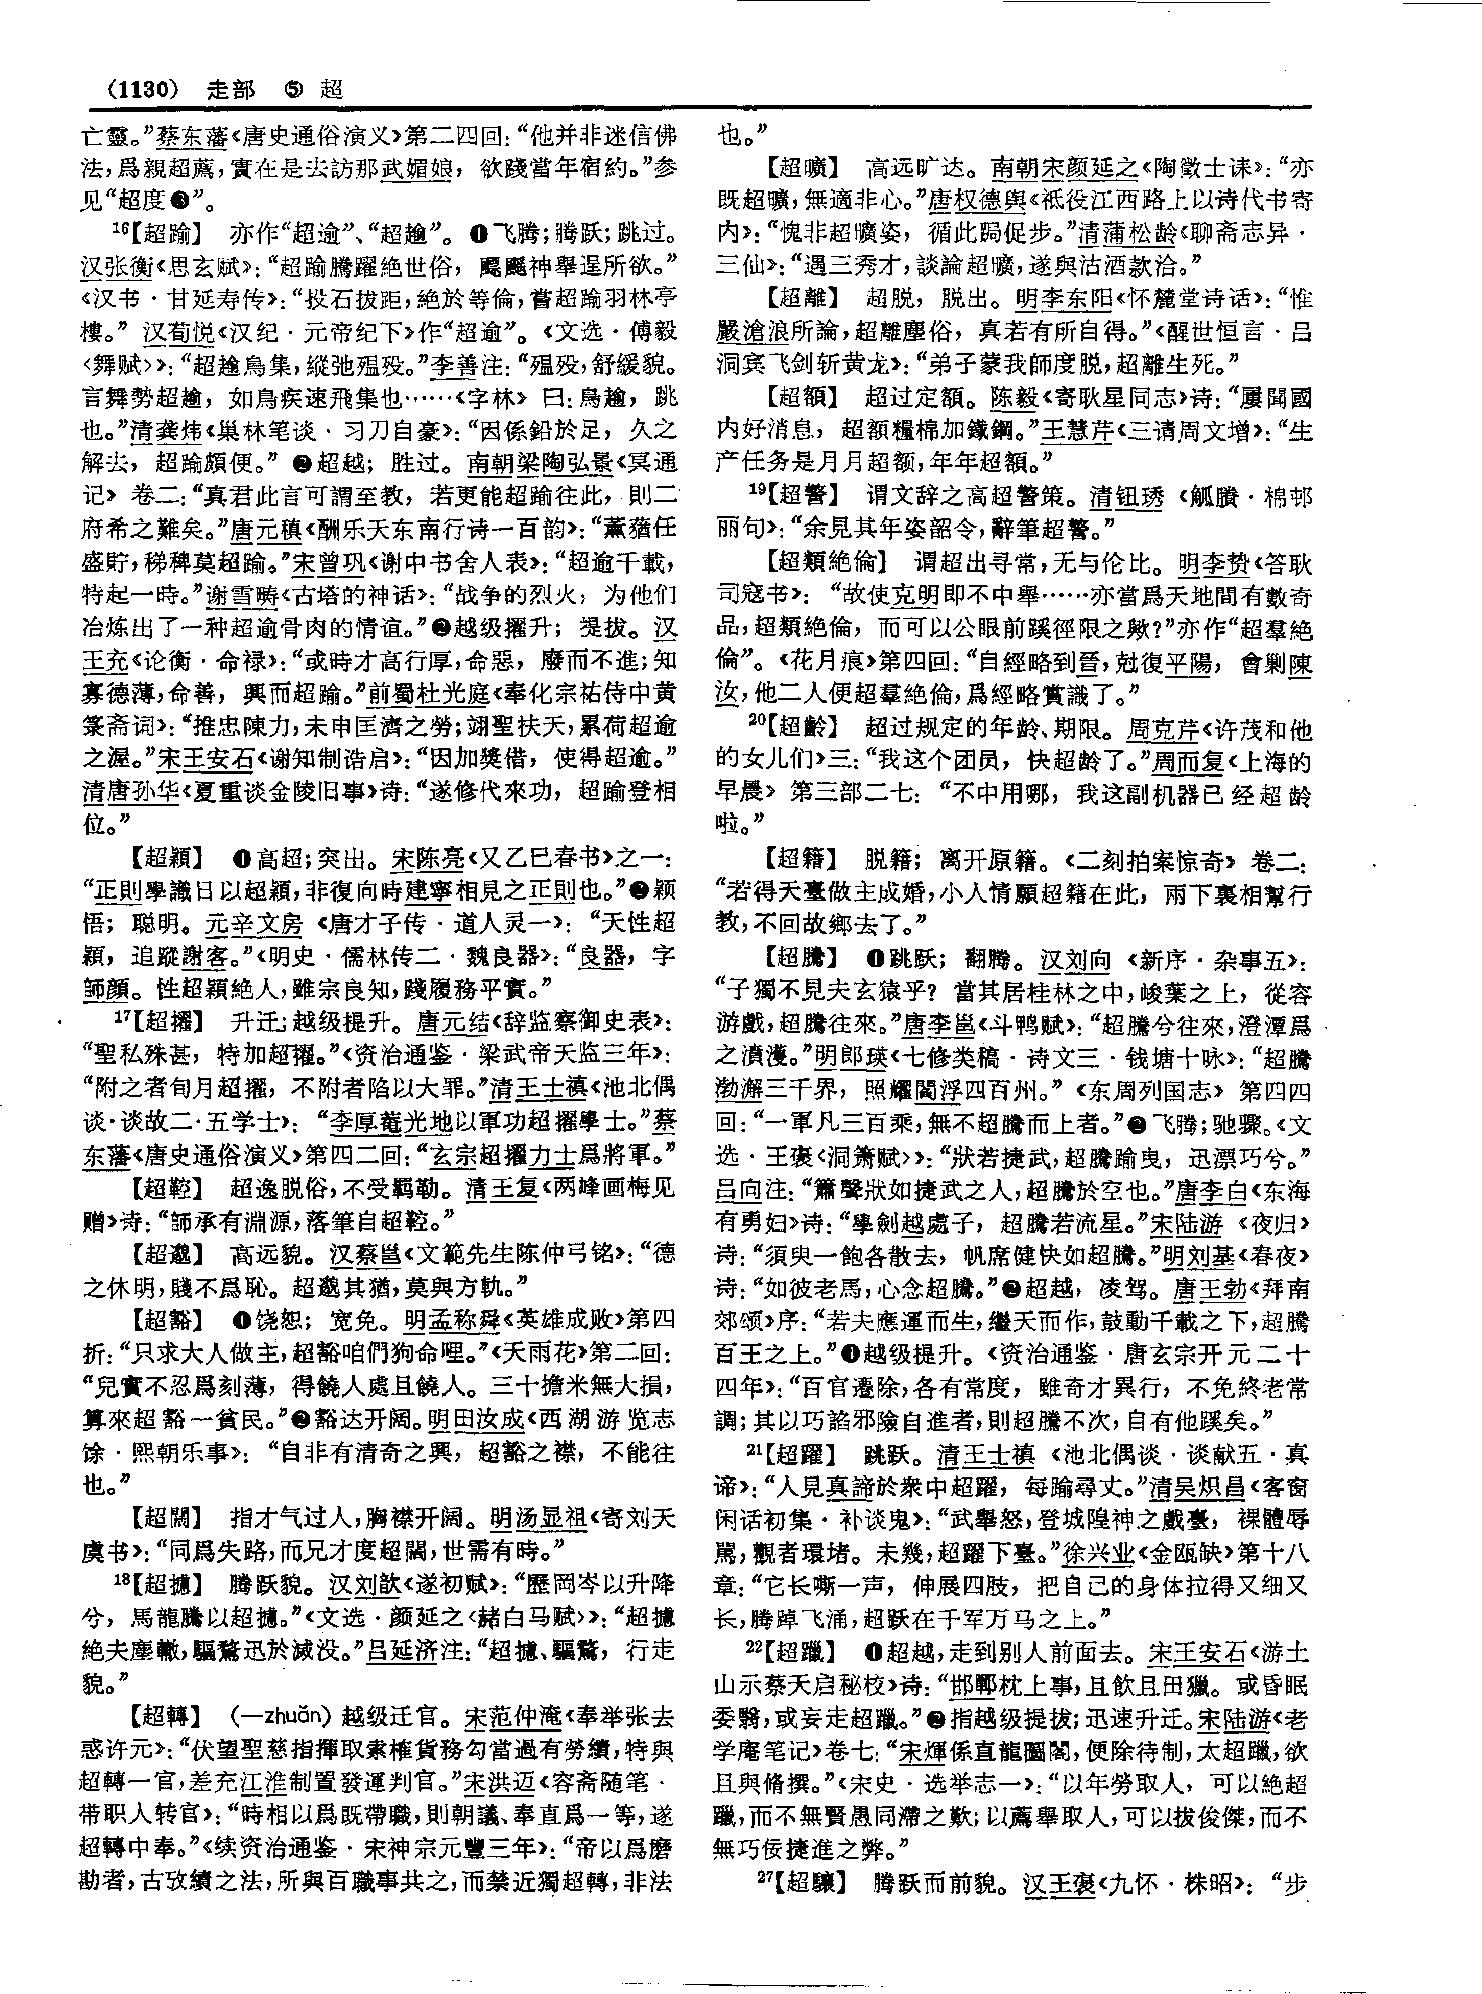 (1130) 走部 ⑤ 超
亡靈。”蔡东藩《唐史通俗演义》第二四回：“他并非迷信佛
法，爲親超薦，實在是去訪那武媚娘，欲踐當年宿約。”参
见“超度❸”。
16【超踰】 亦作“超逾”、“超䠯”。❶飞腾；腾跃；跳过。
汉张衡《思玄赋》：“超踰騰躍絶世俗，飄颻神舉逞所欲。”
《汉书·甘延寿传》：“投石拔距，絶於等倫，嘗超踰羽林亭
樓。” 汉荀悦《汉纪·元帝纪下》作“超逾”。《文选·傅毅
〈舞赋〉》：“超䠯鳥集，縱弛殟殁。”李善注：“殟殁，舒缓貌。
言舞勢超䠯，如鳥疾速飛集也……《字林》曰：鳥䠯，跳
也。”清龚炜《巢林笔谈·习刀自豪》：“因係鉛於足，久之
解去，超踰頗便。”❷超越；胜过。南朝梁陶弘景《冥通
记》卷二：“真君此言可謂至教，若更能超踰往此，則二
府希之難矣。”唐元稹《酬乐天东南行诗一百韵》：“薰蕕任
盛貯，稊稗莫超踰。”宋曾巩《谢中书舍人表》：“超逾千載，
特起一時。”谢雪畴《古塔的神话》：“战争的烈火，为他们
冶炼出了一种超逾骨肉的情谊。”❸越级擢升；提拔。汉
王充《论衡·命禄》：“或時才高行厚，命惡，廢而不進；知
寡德薄，命善，興而超踰。”前蜀杜光庭《奉化宗祐侍中黄
箓斋词》：“推忠陳力，未申匡濟之勞；翊聖扶天，累荷超逾
之渥。”宋王安石《谢知制诰启》：“因加獎借，使得超逾。”
清唐孙华《夏重谈金陵旧事》诗：“遂修代來功，超踰登相
位。”
【超穎】 ❶高超；突出。宋陈亮《又乙巳春书》之一：
“正則學識日以超穎，非復向時建寧相見之正則也。”❷颖
悟；聪明。元辛文房《唐才子传·道人灵一》：“天性超
穎，追蹤謝客。”《明史·儒林传二·魏良器》：“良器，字
師顔。性超穎絶人，雖宗良知，踐履務平實。”
17【超擢】 升迁；越级提升。唐元结《辞监察御史表》：
“聖私殊甚，特加超擢。”《资治通鉴·梁武帝天监三年》：
“附之者旬月超擢，不附者陷以大罪。”清王士禛《池北偶
谈·谈故二·五学士》：“李厚菴光地以軍功超擢學士。”蔡
东藩《唐史通俗演义》第四二回：“玄宗超擢力士爲將軍。”
【超鞚】 超逸脱俗，不受羁勒。清王复《两峰画梅见
赠》诗：“師承有淵源，落筆自超鞚。”
【超邈】 高远貌。汉蔡邕《文範先生陈仲弓铭》：“德
之休明，賤不爲恥。超邈其猶，莫與方軌。”
【超豁】 ❶饶恕；宽免。明孟称舜《英雄成败》第四
折：“只求大人做主，超豁咱們狗命哩。”《天雨花》第二回：
“兒實不忍爲刻薄，得饒人處且饒人。三十擔米無大損，
算來超豁一貧民。”❷豁达开阔。明田汝成《西湖游览志
馀·熙朝乐事》：“自非有清奇之興，超豁之襟，不能往
也。”
【超闊】 指才气过人，胸襟开阔。明汤显祖《寄刘天
虞书》：“同爲失路，而兄才度超闊，世需有時。”
18【超摅】 腾跃貌。汉刘歆《遂初赋》：“歷岡岑以升降
兮，馬龍騰以超攄。”《文选·颜延之〈赭白马赋〉》：“超攄
絶夫塵轍，驅騖迅於滅没。”吕延济注：“超攄、驅騖，行走
貌。”
【超轉】 （—zhuǎn）越级迁官。宋范仲淹《奉举张去
惑许元》：“伏望聖慈指揮取索榷貨務勾當過有勞績，特與
超轉一官，差充江淮制置發運判官。”宋洪迈《容斋随笔·
带职人转官》：“時相以爲既帶職，則朝議、奉直爲一等，遂
超轉中奉。”《续资治通鉴·宋神宗元豐三年》：“帝以爲磨
勘者，古攷績之法，所與百職事共之，而禁近獨超轉，非法
也。”
【超曠】 高远旷达。南朝宋颜延之《陶徵士诔》：“亦
既超曠，無適非心。”唐权德舆《祗役江西路上以诗代书寄
内》：“愧非超曠姿，循此跼促步。”清蒲松龄《聊斋志异·
三仙》：“遇三秀才，談論超曠，遂與沽酒款洽。”
【超離】 超脱，脱出。明李东阳《怀麓堂诗话》：“惟
嚴滄浪所論，超離塵俗，真若有所自得。”《醒世恒言·吕
洞宾飞剑斩黄龙》：“弟子蒙我師度脱，超離生死。”
【超額】 超过定額。陈毅《寄耿星同志》诗：“屢聞國
内好消息，超額糧棉加鐵鋼。”王慧芹《三请周文增》：“生
产任务是月月超额，年年超額。”
19【超警】 谓文辞之高超警策。清钮琇《觚賸·棉邨
丽句》：“余見其年姿韶令，辭筆超警。”
【超類絶倫】 谓超出寻常，无与伦比。明李贽《答耿
司寇书》：“故使克明即不中舉……亦當爲天地間有數奇
品，超類絶倫，而可以公眼前蹊徑限之歟？”亦作“超羣絶
倫”。《花月痕》第四回：“自經略到晉，尅復平陽，會剿陳
汝，他二人便超羣絶倫，爲經略賞識了。”
20【超齡】 超过规定的年龄、期限。周克芹《许茂和他
的女儿们》三：“我这个团员，快超龄了。”周而复《上海的
早晨》第三部二七：“不中用哪，我这副机器已经超龄
啦。”
【超籍】 脱籍；离开原籍。《二刻拍案惊奇》卷二：
“若得天臺做主成婚，小人情願超籍在此，兩下裏相幫行
教，不回故鄉去了。”
【超騰】 ❶跳跃；翻腾。汉刘向《新序·杂事五》：
“子獨不見夫玄猿乎？當其居桂林之中，峻葉之上，從容
游戲，超騰往來。”唐李邕《斗鸭赋》：“超騰兮往來，澄潭爲
之濆濩。”明郎瑛《七修类稿·诗文三·钱塘十咏》：“超騰
渤澥三千界，照耀閻浮四百州。”《东周列国志》第四四
回：“一軍凡三百乘，無不超騰而上者。”❷飞腾；驰骤。《文
选·王褒〈洞箫赋〉》：“狀若捷武，超騰踰曳，迅漂巧兮。”
吕向注：“簫聲狀如捷武之人，超騰於空也。”唐李白《东海
有勇妇》诗：“學劍越處子，超騰若流星。”宋陆游《夜归》
诗：“須臾一飽各散去，帆席健快如超騰。”明刘基《春夜》
诗：“如彼老馬，心念超騰。”❸超越，凌驾。唐王勃《拜南
郊颂》序：“若夫應運而生，繼天而作，鼓動千載之下，超騰
百王之上。”❹越级提升。《资治通鉴·唐玄宗开元二十
四年》：“百官遷除，各有常度，雖奇才異行，不免終老常
調；其以巧諂邪險自進者，則超騰不次，自有他蹊矣。”
21【超躍】 跳跃。清王士禛《池北偶谈·谈献五·真
谛》：“人見真諦於衆中超躍，每踰尋丈。”清吴炽昌《客窗
闲话初集·补谈鬼》：“武舉怒，登城隍神之戲臺，裸體辱
駡，觀者環堵。未幾，超躍下臺。”徐兴业《金瓯缺》第十八
章：“它长嘶一声，伸展四肢，把自己的身体拉得又细又
长，腾踔飞涌，超跃在千军万马之上。”
22【超躐】 ❶超越，走到别人前面去。宋王安石《游土
山示蔡天启秘校》诗：“邯鄲枕上事，且飲且田獵。或昏眠
委翳，或妄走超躐。”❷指越级提拔；迅速升迁。宋陆游《老
学庵笔记》卷七：“宋煇係直龍圖閣，便除待制，太超躐，欲
且與脩撰。”《宋史·选举志一》：“以年勞取人，可以絶超
躐，而不無賢愚同滯之歎；以薦舉取人，可以拔俊傑，而不
無巧佞捷進之弊。”
27【超驤】 腾跃而前貌。汉王褒《九怀·株昭》：“步